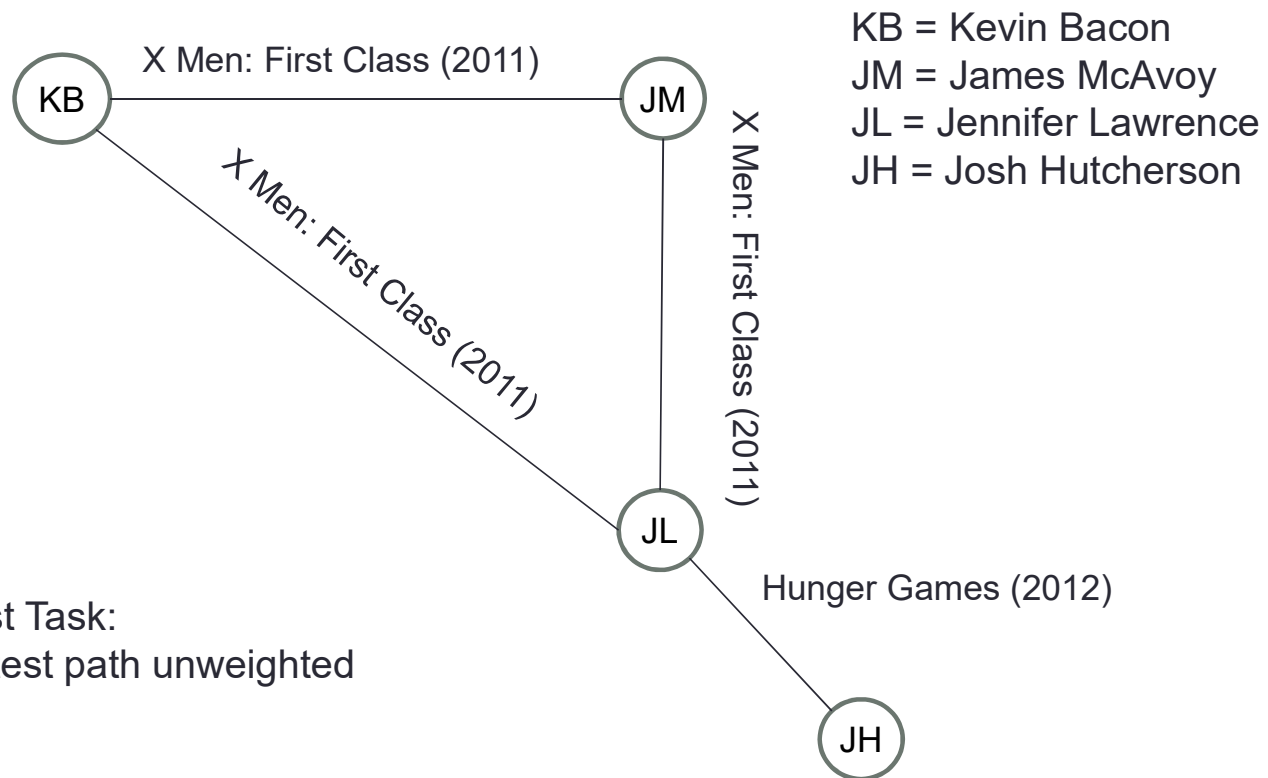 KB = Kevin Bacon
JM = James McAvoy
JL = Jennifer Lawrence
JH = Josh Hutcherson
X Men: First Class (2011)
KB
JM
X Men: First Class (2011)
X Men: First Class (2011)
JL
Hunger Games (2012)
Task:
path unweighted
JH